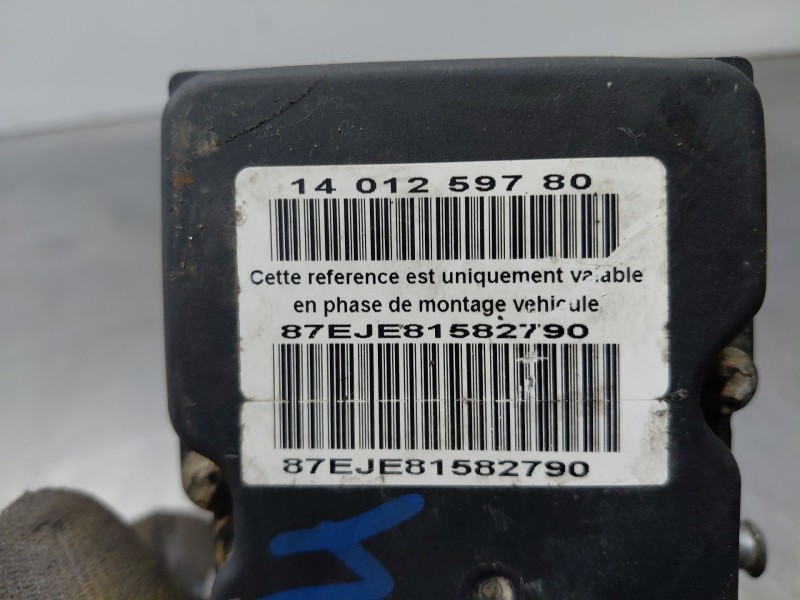 14 012 597 80
Cette reference est uniquement valable
en phase de montage vehicule
87EJE81582790
87EJE81582790